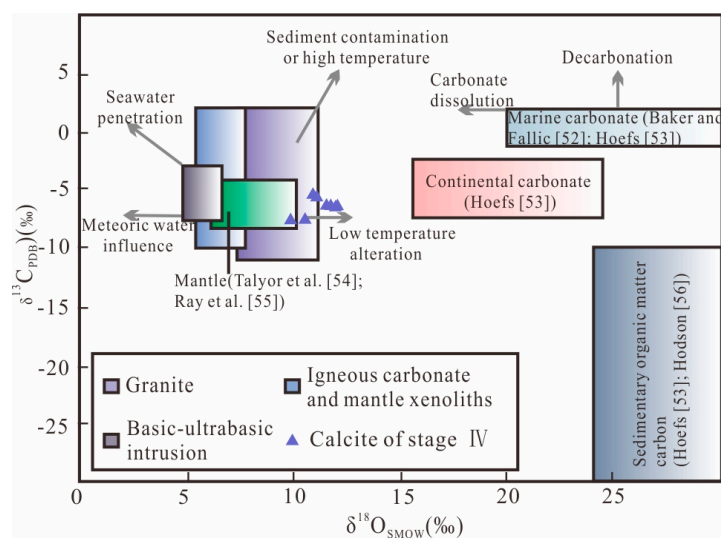 Sediment contamination
or high temperature
Decarbonation
Carbonate
dissolution
Seawater
penetration
Marine carbonate (Baker and
Fallic [52]; Hoefs [53])
Continental carbonate
(Hoefs [53])
Meteoric water
influence
Low temperature
alteration
Mantle(Talyor et al. [54];
Ray et al. [55])
Sedimentary organic matter
carbon
(Hoefs [53]; Hodson [56]
Granite
Igneous carbonate
and mantle xenoliths
Basic-ultrabasic
intrusion
Calcite of stage IV
5
0
-5
-10
-15
-20
-25
δ¹³C_PDB)(‰)
0
5
10
15
20
25
δ¹⁸O_SMOW(‰)